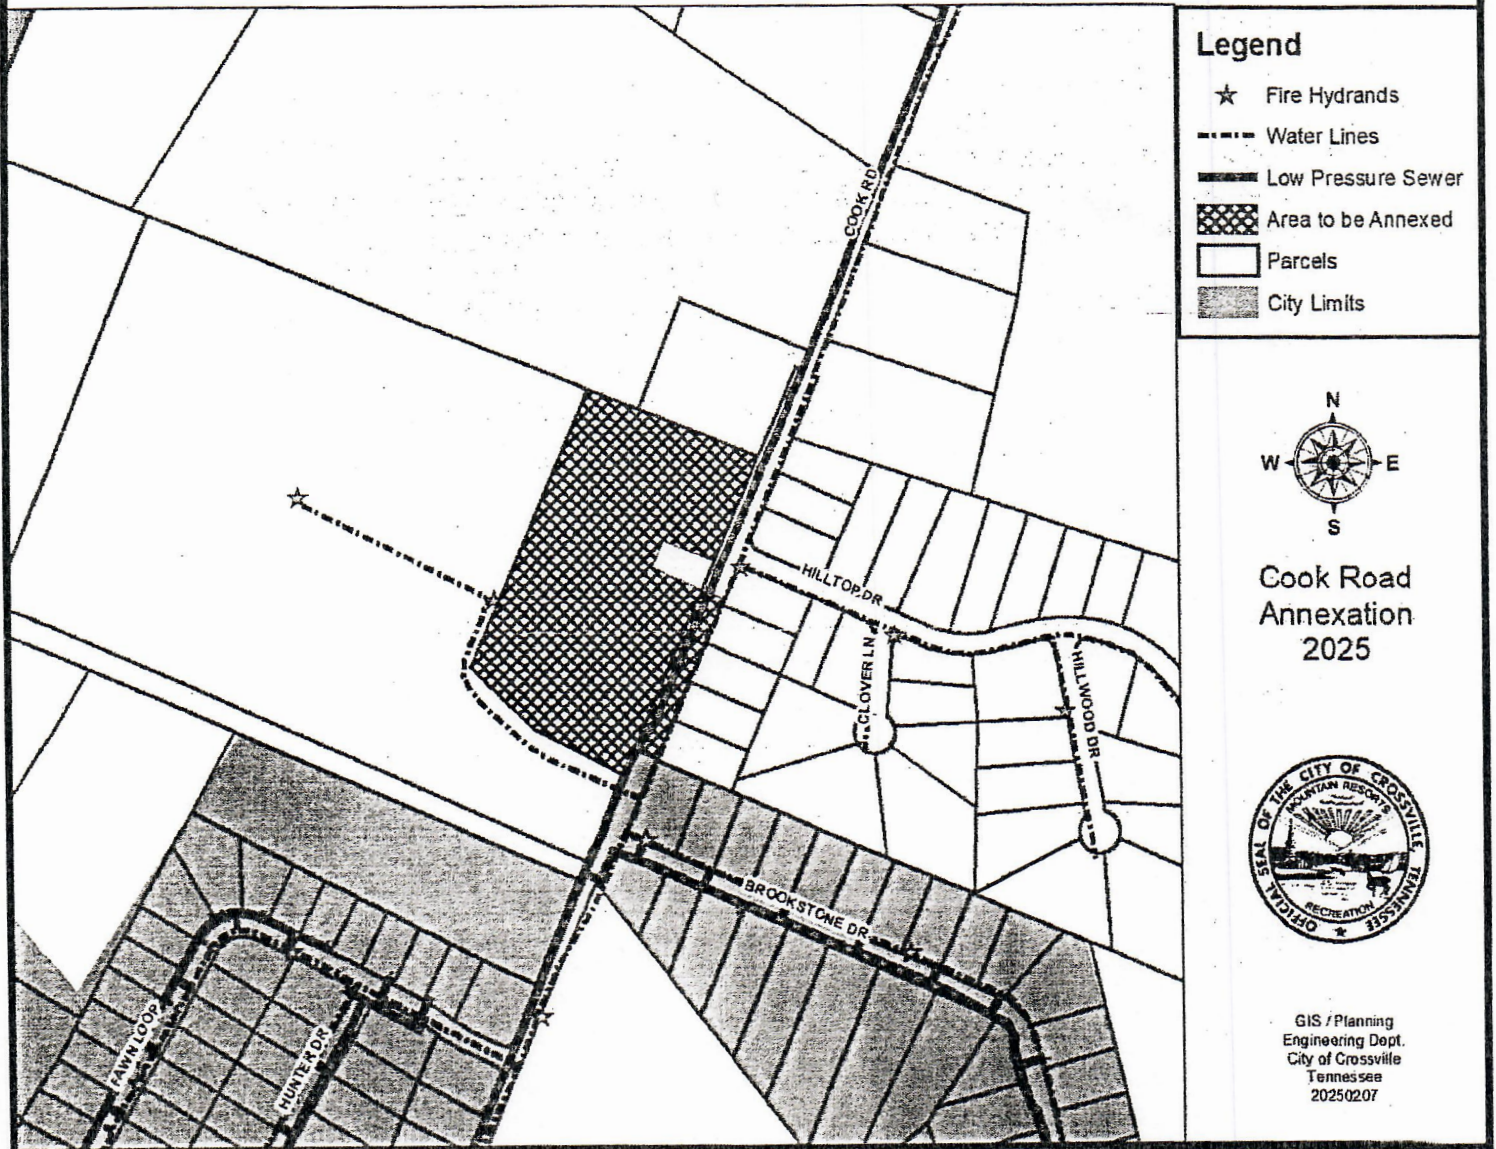 Legend
Fire Hydrands
Water Lines
Low Pressure Sewer
Area to be Annexed
Parcels
City Limits
COOK RD
HILLTOP DR
CLOVER LN
HILLWOOD DR
BROOKSTONE DR
FAWN LOOP
HUNTER DR
N
W E
S
Cook Road
Annexation
2025
OFFICIAL SEAL OF THE CITY OF CROSSVILLE, TENNESSEE
MOUNTAIN RESORTS
RECREATION
GIS / Planning
Engineering Dept.
City of Crossville
Tennessee
20250207